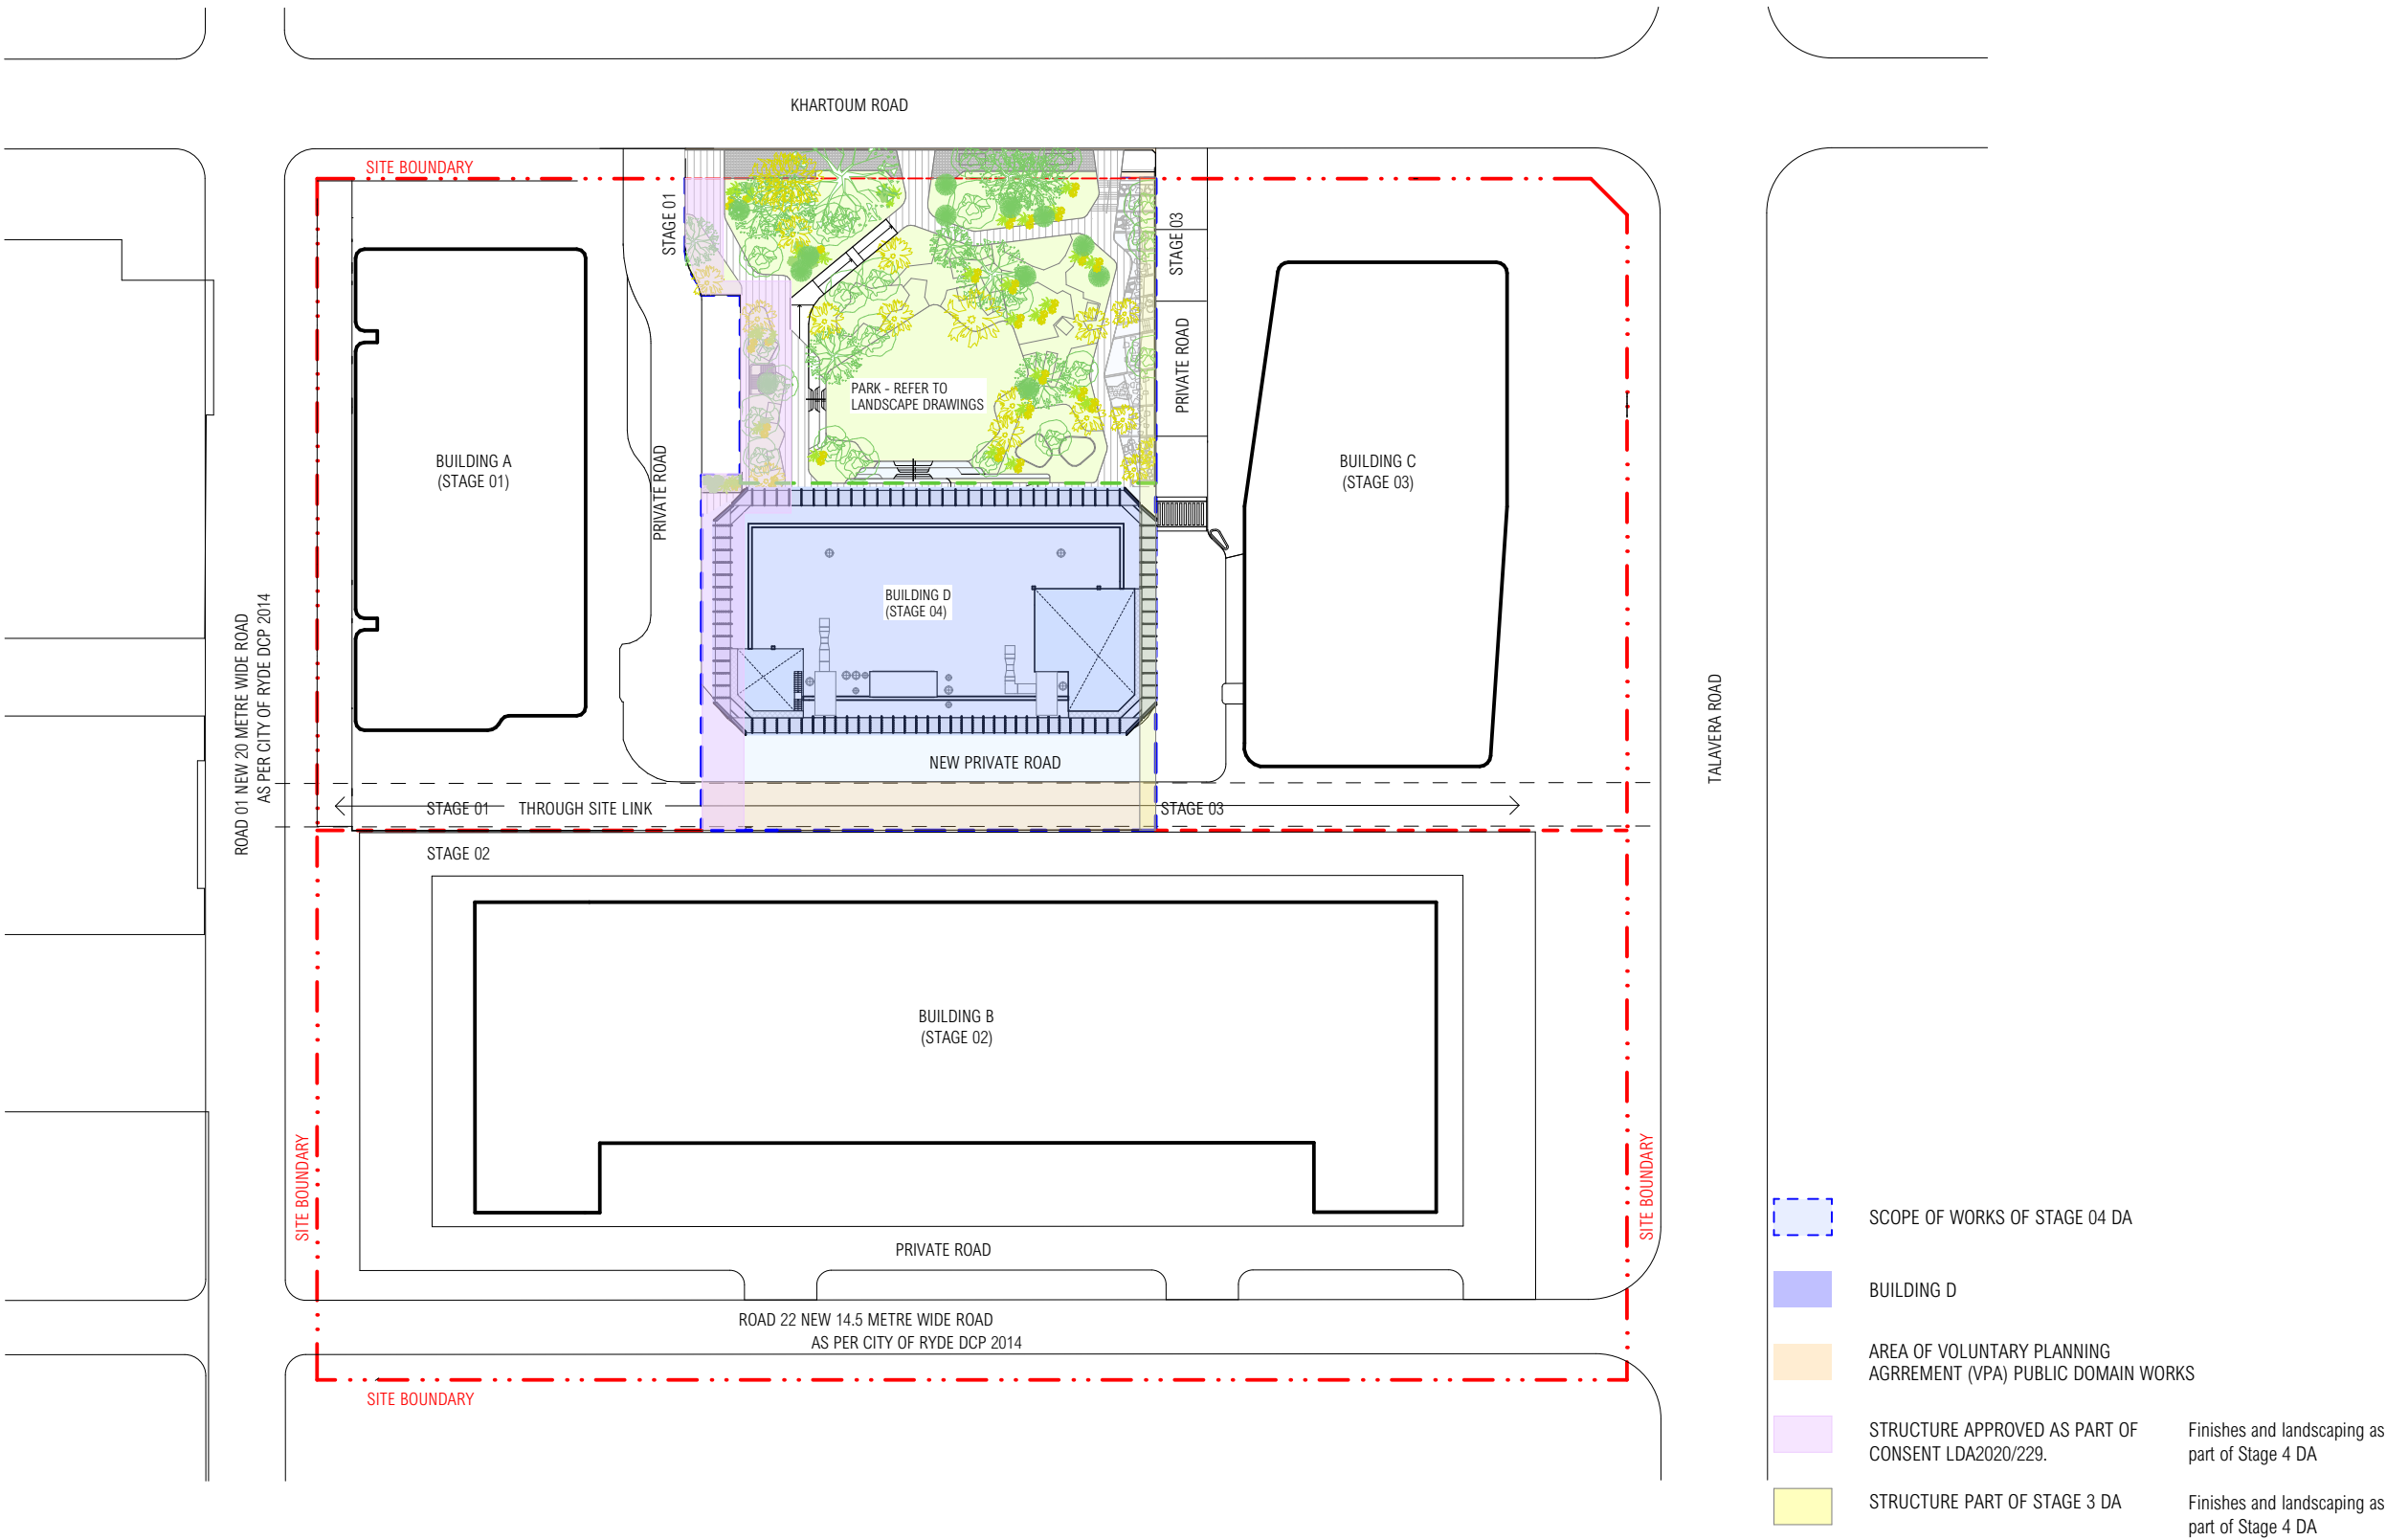 KHARTOUM ROAD
SITE BOUNDARY
STAGE 01
STAGE 03
PRIVATE ROAD
PARK - REFER TO
LANDSCAPE DRAWINGS
BUILDING A
(STAGE 01)
PRIVATE ROAD
BUILDING C
(STAGE 03)
BUILDING D
(STAGE 04)
ROAD 01 NEW 20 METRE WIDE ROAD
AS PER CITY OF RYDE DCP 2014
TALAVERA ROAD
NEW PRIVATE ROAD
STAGE 01
THROUGH SITE LINK
STAGE 03
STAGE 02
BUILDING B
(STAGE 02)
SITE BOUNDARY
SITE BOUNDARY
PRIVATE ROAD
ROAD 22 NEW 14.5 METRE WIDE ROAD
AS PER CITY OF RYDE DCP 2014
SITE BOUNDARY
SCOPE OF WORKS OF STAGE 04 DA
BUILDING D
AREA OF VOLUNTARY PLANNING
AGRREMENT (VPA) PUBLIC DOMAIN WORKS
STRUCTURE APPROVED AS PART OF
CONSENT LDA2020/229.
Finishes and landscaping as
part of Stage 4 DA
STRUCTURE PART OF STAGE 3 DA
Finishes and landscaping as
part of Stage 4 DA